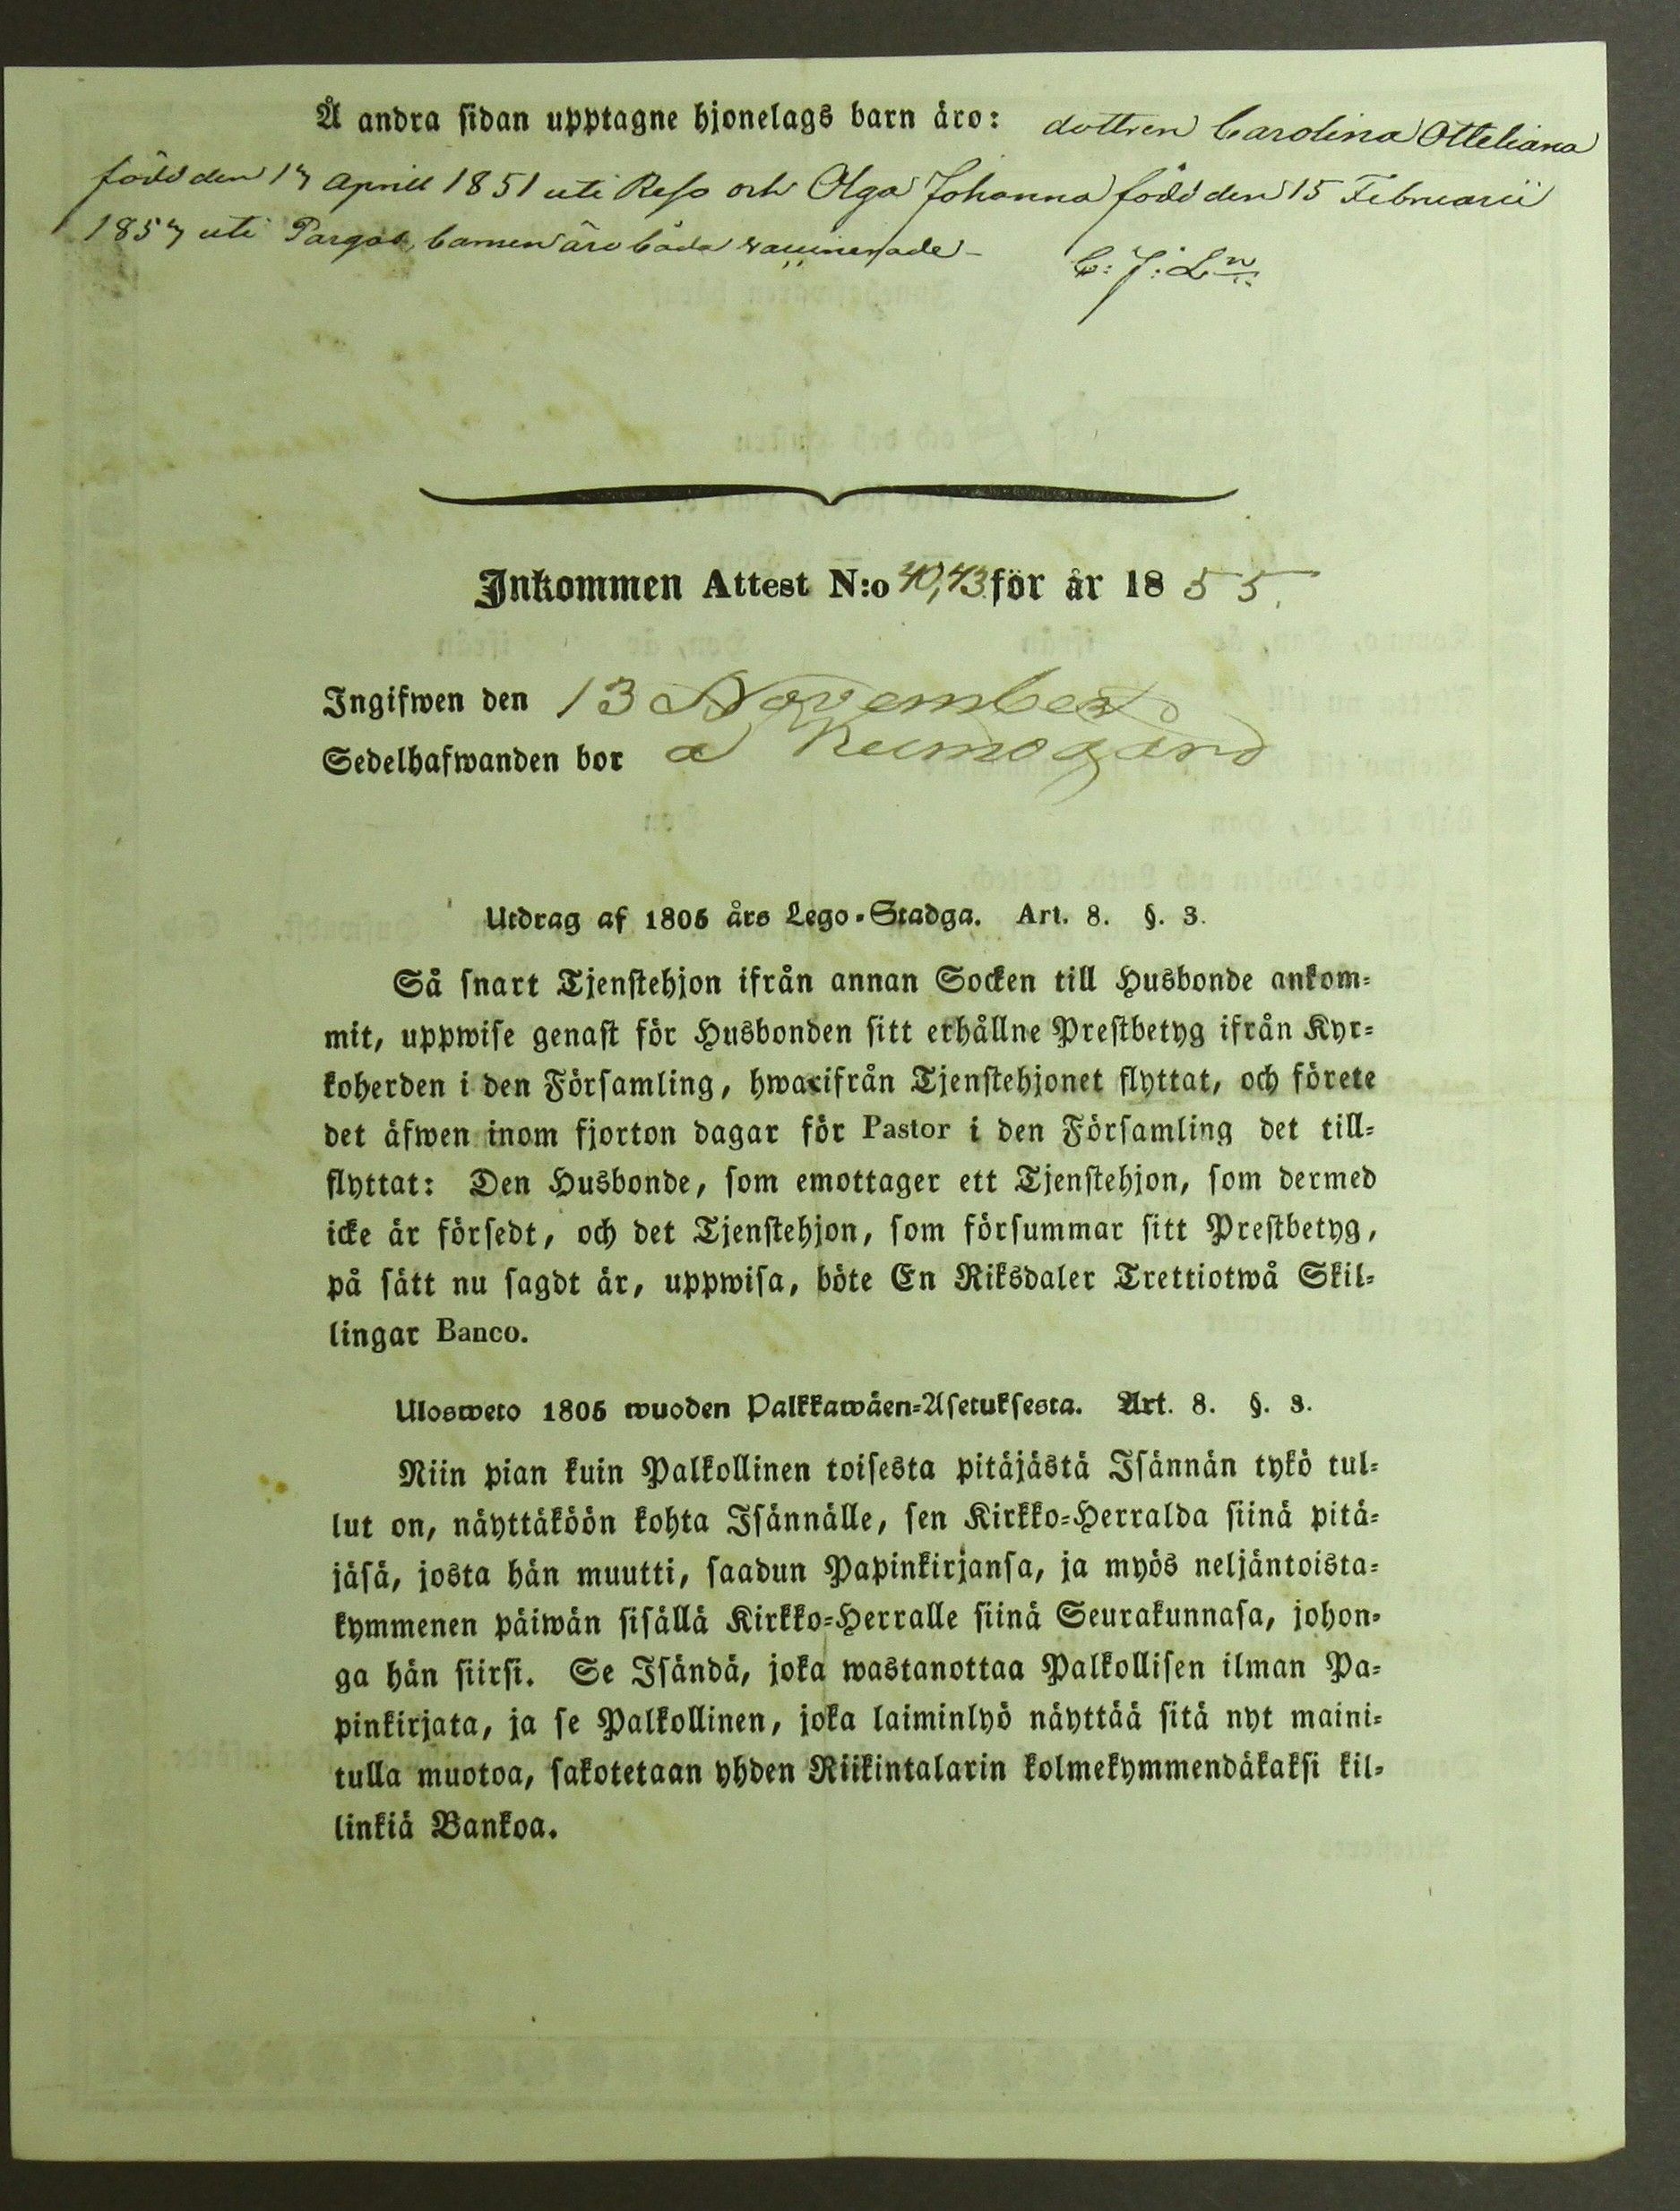 Å andra sidan upptagne hjonelags barn äro: dottren Carolina Otteliana
född den 17 Aprill 1851 uti Reso och Olga Johanna född den 15 Februarii
1857 uti Pargas, barnen äro båda vaccinerade -
C: J: Ln
Inkommen Attest N:o 40,43 för år 1855.
Ingifwen den 13 November
Sedelhafwanden bor å
Utdrag af 1805 års Lego-Stadga. Art. 8. §. 3.
Så snart Tjenstehjon ifrån annan Socken till Husbonde ankom-
mit, uppwise genast för Husbonden sitt erhållne Prestbetyg ifrån Kyr-
koherden i den Församling, hwarifrån Tjenstehjonet flyttat, och förete
det äfwen inom fjorton dagar för Pastor i den Församling det till-
flyttat: Den Husbonde, som emottager ett Tjenstehjon, som dermed
icke är försedt, och det Tjenstehjon, som försummar sitt Prestbetyg,
på sätt nu sagdt är, uppwisa, böte En Riksdaler Trettiotwå Skil-
lingar Banco.
Ulosweto 1805 wuoden Palkkawäen-Asetuksesta. Art. 8. §. 3.
Niin pian kuin Palkollinen toisesta pitäjästä Isännän tykö tul-
lut on, näyttäköön kohta Isännälle, sen Kirkko-Herralda siinä pitä-
jäsä, josta hän muutti, saadun Papinkirjansa, ja myös neljäntoista-
kymmenen päiwän sisällä Kirkko-Herralle siinä Seurakunnasa, johon-
ga hän siirsi. Se Isändä, joka wastanottaa Palkollisen ilman Pa-
pinkirjata, ja se Palkollinen, joka laiminlyö näyttää sitä nyt maini-
tulla muotoa, sakotetaan yhden Riikintalarin kolmekymmendäkaksi kil-
linkiä Bankoa.